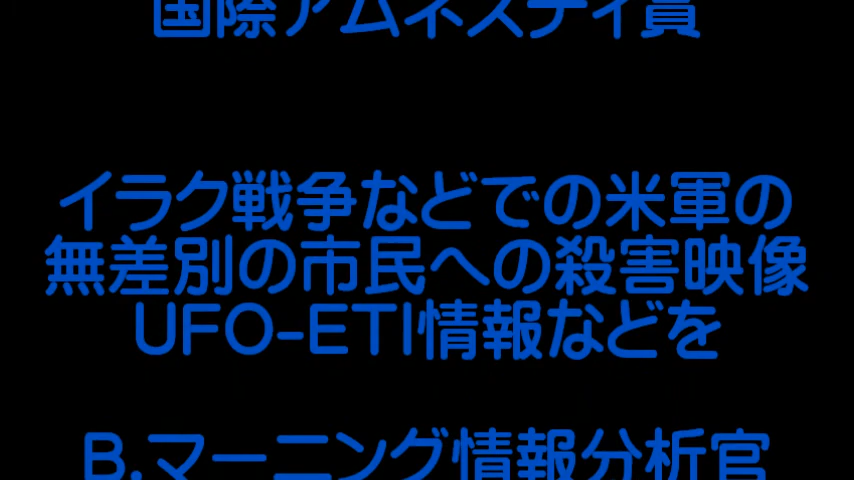 国際アムネスティ賞
イラク戦争などでの米軍の
無差別の市民への殺害映像
UFO-ETI情報などを
B.マーニング情報分析官